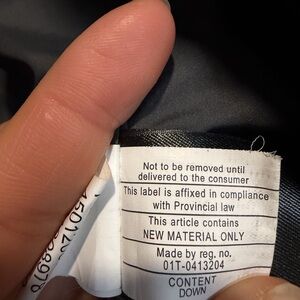 Not to be removed until
delivered to the consumer
This label is affixed in compliance
with Provincial law
This article contains
NEW MATERIAL ONLY
Made by reg. no.
01T-0413204
CONTENT
DOWN